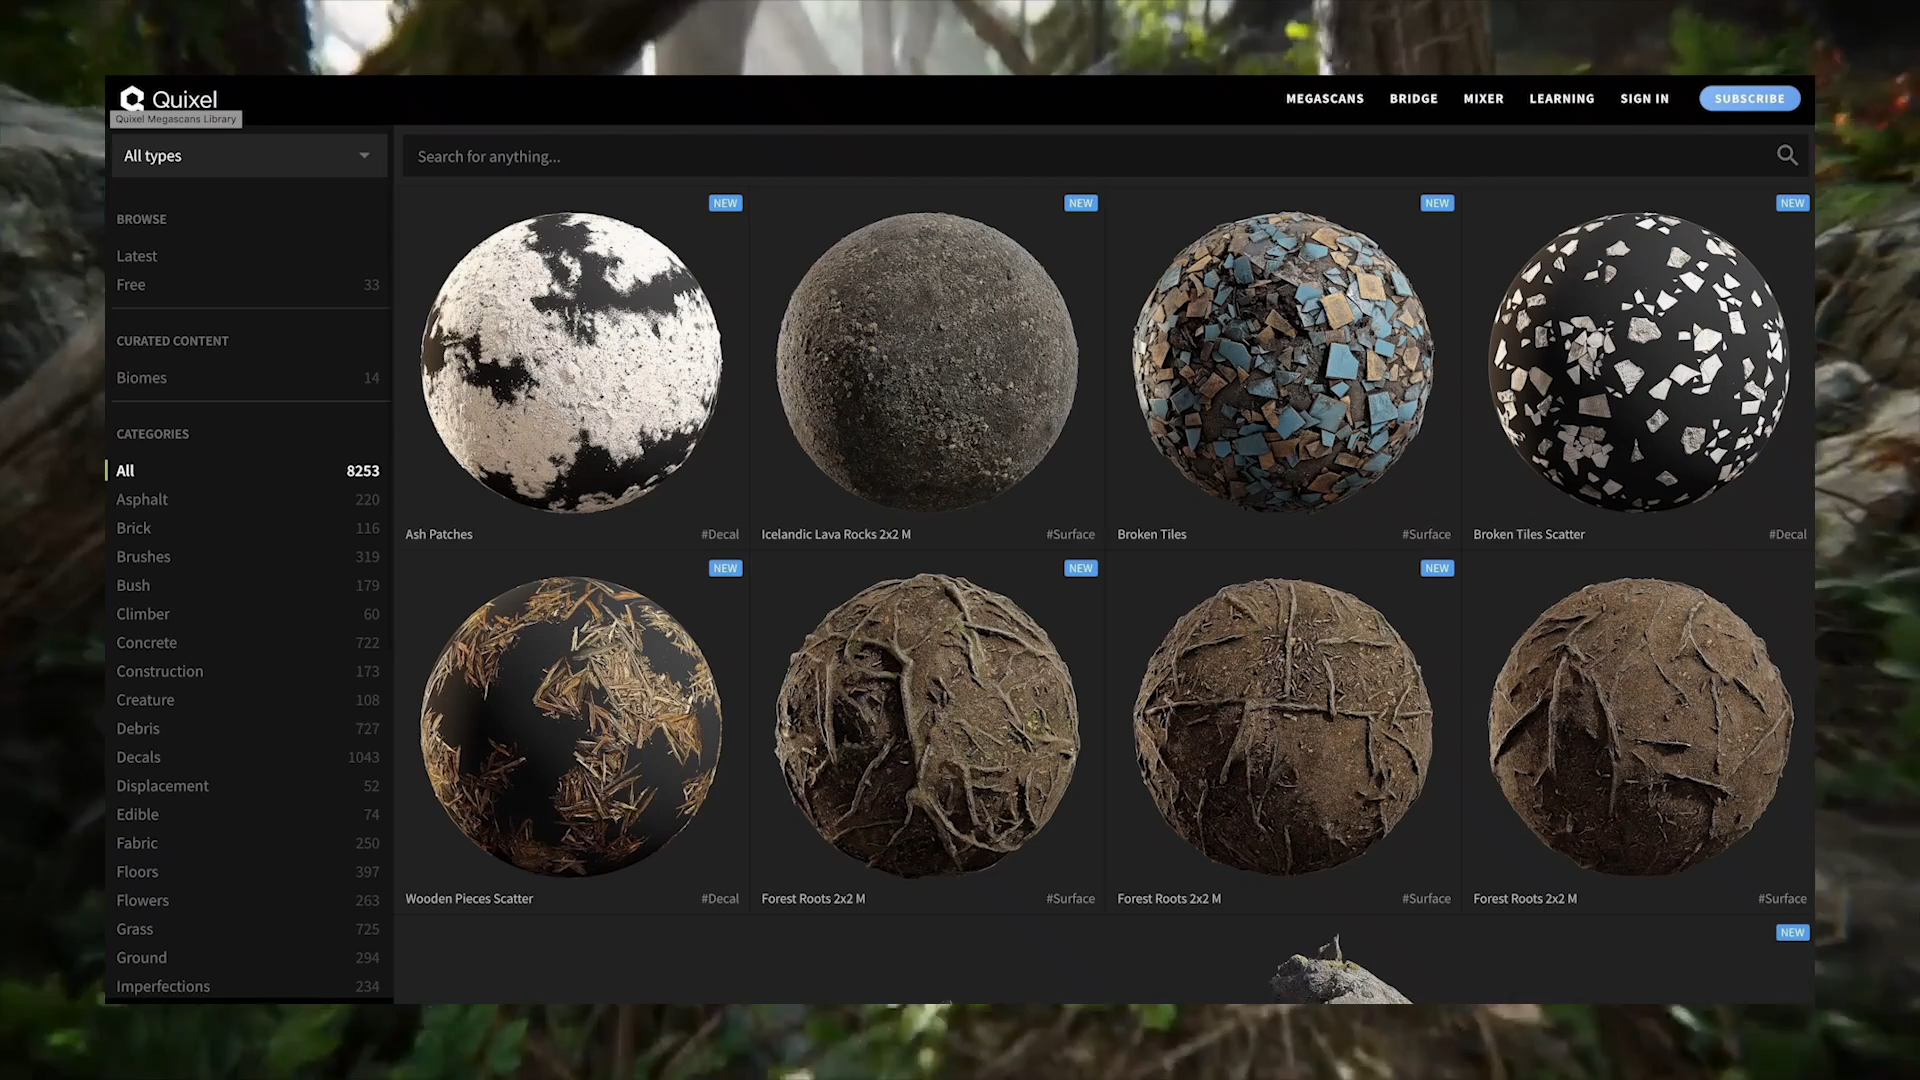 Quixel
Quixel Megascans Library
MEGASCANS BRIDGE MIXER LEARNING SIGN IN SUBSCRIBE
All types
Search for anything...
BROWSE
Latest
Free 33
CURATED CONTENT
Biomes 14
CATEGORIES
All 8253
Asphalt 220
Brick 116
Brushes 319
Bush 179
Climber 60
Concrete 722
Construction 173
Creature 108
Debris 727
Decals 1043
Displacement 52
Edible 74
Fabric 250
Floors 397
Flowers 263
Grass 725
Ground 294
Imperfections 234
NEW NEW NEW NEW
Ash Patches #Decal Icelandic Lava Rocks 2x2 M #Surface Broken Tiles #Surface Broken Tiles Scatter #Decal
NEW NEW NEW
Wooden Pieces Scatter #Decal Forest Roots 2x2 M #Surface Forest Roots 2x2 M #Surface Forest Roots 2x2 M #Surface
NEW